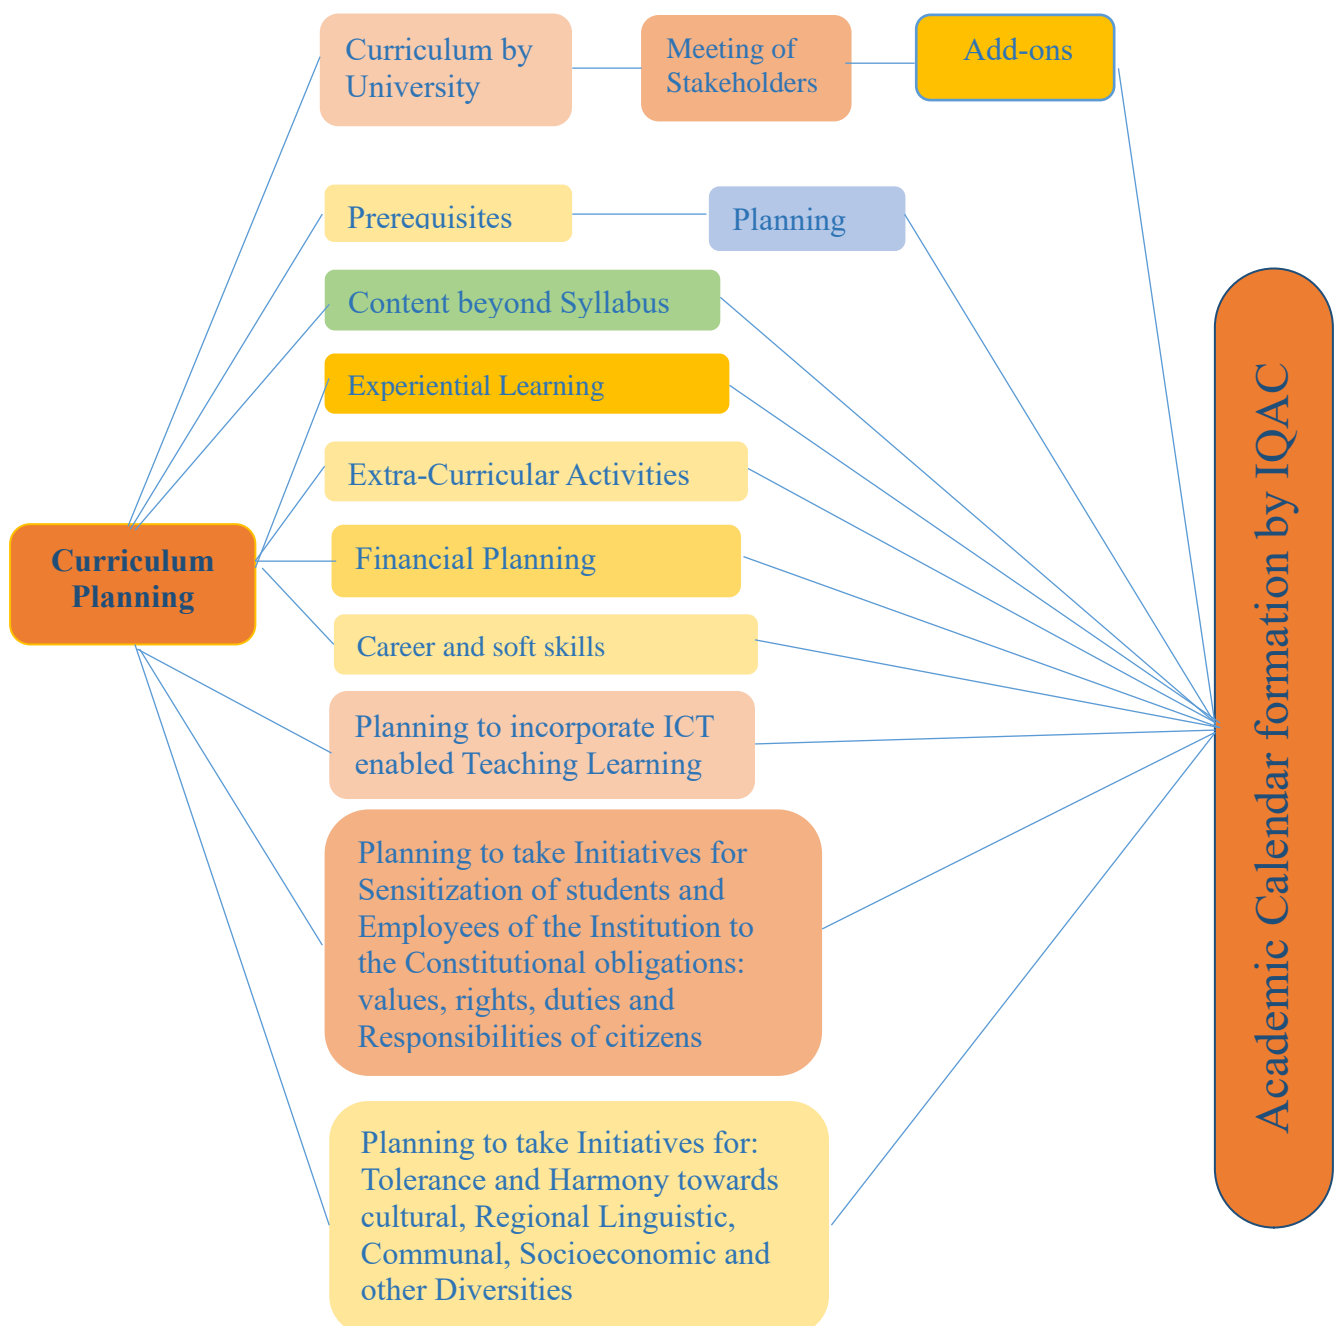 Curriculum by
University
Meeting of
Stakeholders
Add-ons
Prerequisites
Planning
Content beyond Syllabus
Experiential Learning
Extra-Curricular Activities
Curriculum
Planning
Financial Planning
Career and soft skills
Planning to incorporate ICT
enabled Teaching Learning
Planning to take Initiatives for
Sensitization of students and
Employees of the Institution to
the Constitutional obligations:
values, rights, duties and
Responsibilities of citizens
Planning to take Initiatives for:
Tolerance and Harmony towards
cultural, Regional Linguistic,
Communal, Socioeconomic and
other Diversities
Academic Calendar formation by IQAC